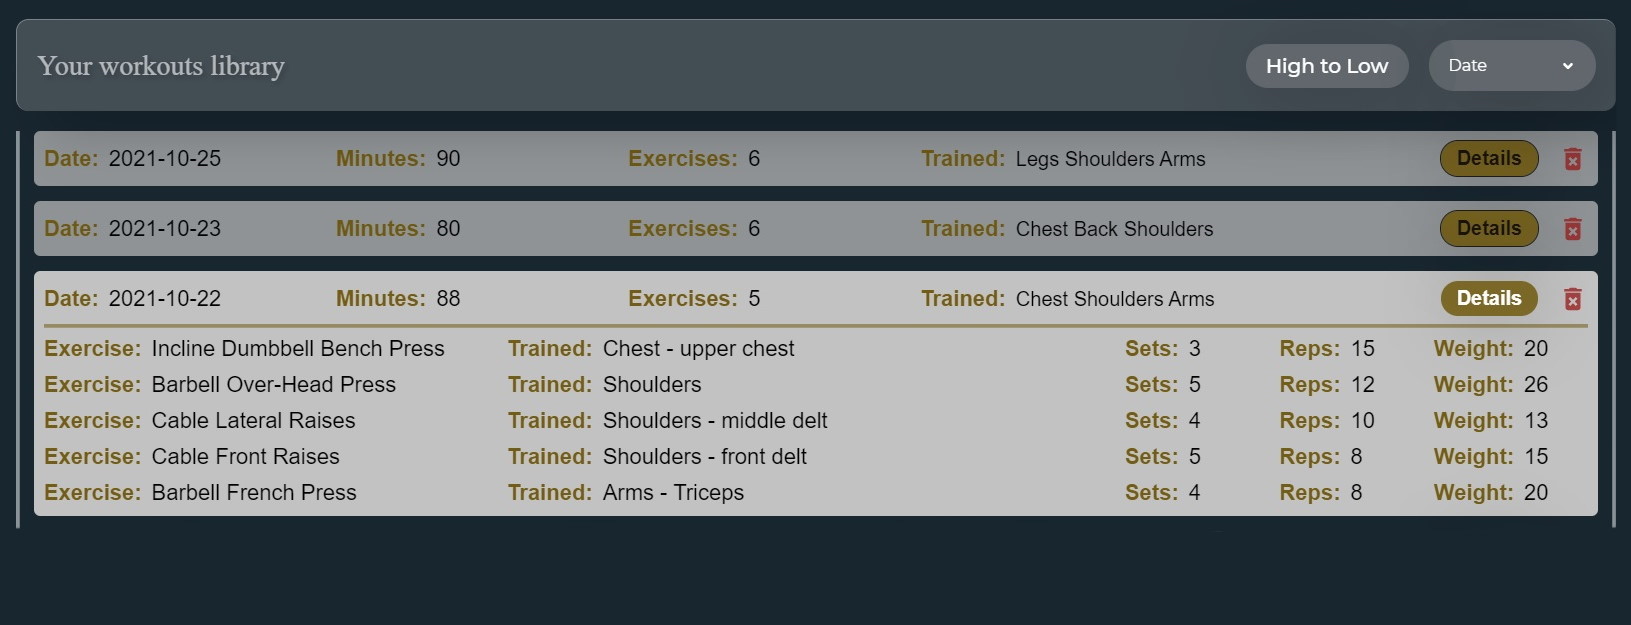 Your workouts library High to Low Date
Date: 2021-10-25 Minutes: 90 Exercises: 6 Trained: Legs Shoulders Arms Details
Date: 2021-10-23 Minutes: 80 Exercises: 6 Trained: Chest Back Shoulders Details
Date: 2021-10-22 Minutes: 88 Exercises: 5 Trained: Chest Shoulders Arms Details
Exercise: Incline Dumbbell Bench Press Trained: Chest - upper chest Sets: 3 Reps: 15 Weight: 20
Exercise: Barbell Over-Head Press Trained: Shoulders Sets: 5 Reps: 12 Weight: 26
Exercise: Cable Lateral Raises Trained: Shoulders - middle delt Sets: 4 Reps: 10 Weight: 13
Exercise: Cable Front Raises Trained: Shoulders - front delt Sets: 5 Reps: 8 Weight: 15
Exercise: Barbell French Press Trained: Arms - Triceps Sets: 4 Reps: 8 Weight: 20